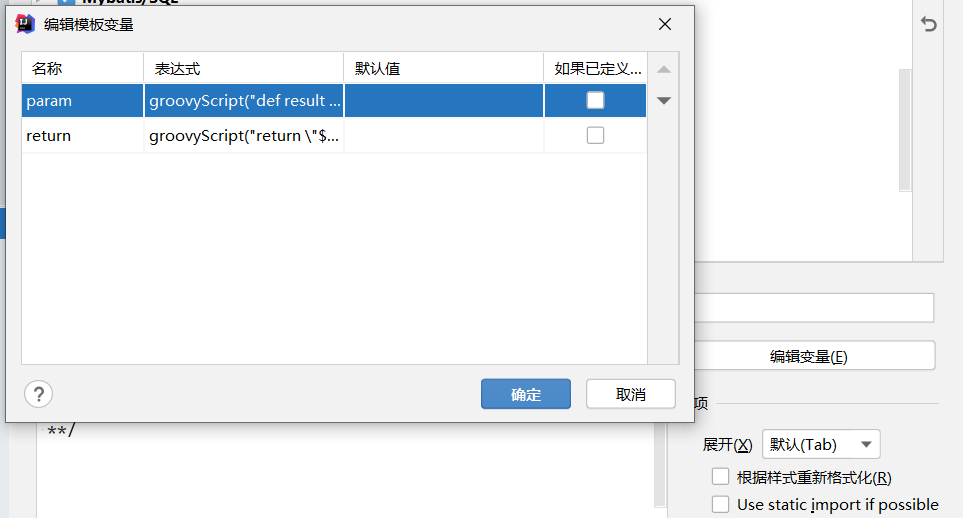 Mybatis/SQL
编辑模板变量
名称 表达式 默认值 如果已定义...
param groovyScript("def result ...
return groovyScript("return \"$...
编辑变量(E)
? 确定 取消
项
**/
展开(X) 默认(Tab)
根据样式重新格式化(R)
Use static import if possible